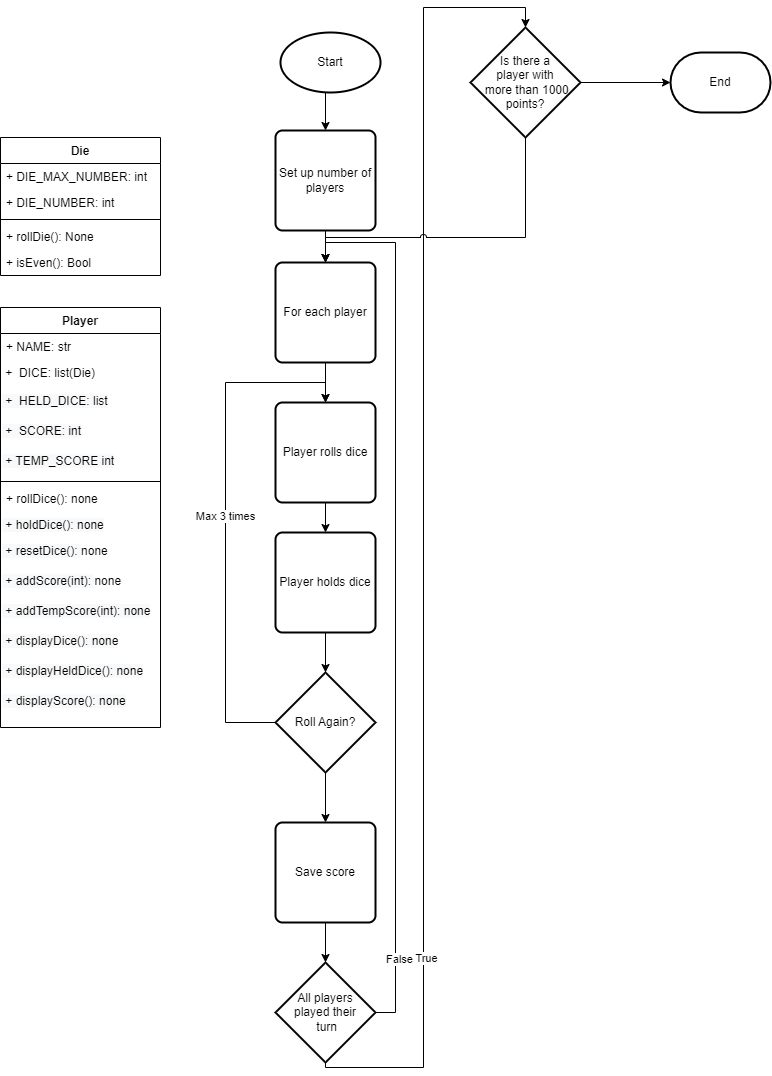 Start
Is there a
player with
more than 1000
points?
End
Set up number of
players
Die
+ DIE_MAX_NUMBER: int
+ DIE_NUMBER: int
+ rollDie(): None
+ isEven(): Bool
For each player
Player
+ NAME: str
+ DICE: list(Die)
+ HELD_DICE: list
+ SCORE: int
+ TEMP_SCORE int
+ rollDice(): none
+ holdDice(): none
+ resetDice(): none
+ addScore(int): none
+ addTempScore(int): none
+ displayDice(): none
+ displayHeldDice(): none
+ displayScore(): none
Player rolls dice
Max 3 times
Player holds dice
Roll Again?
Save score
False
True
All players
played their
turn